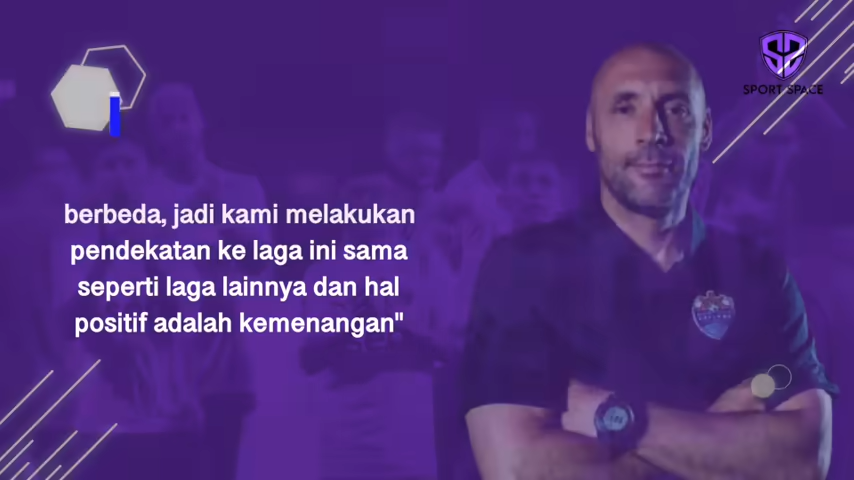 SPORT SPACE
berbeda, jadi kami melakukan
pendekatan ke laga ini sama
seperti laga lainnya dan hal
positif adalah kemenangan"